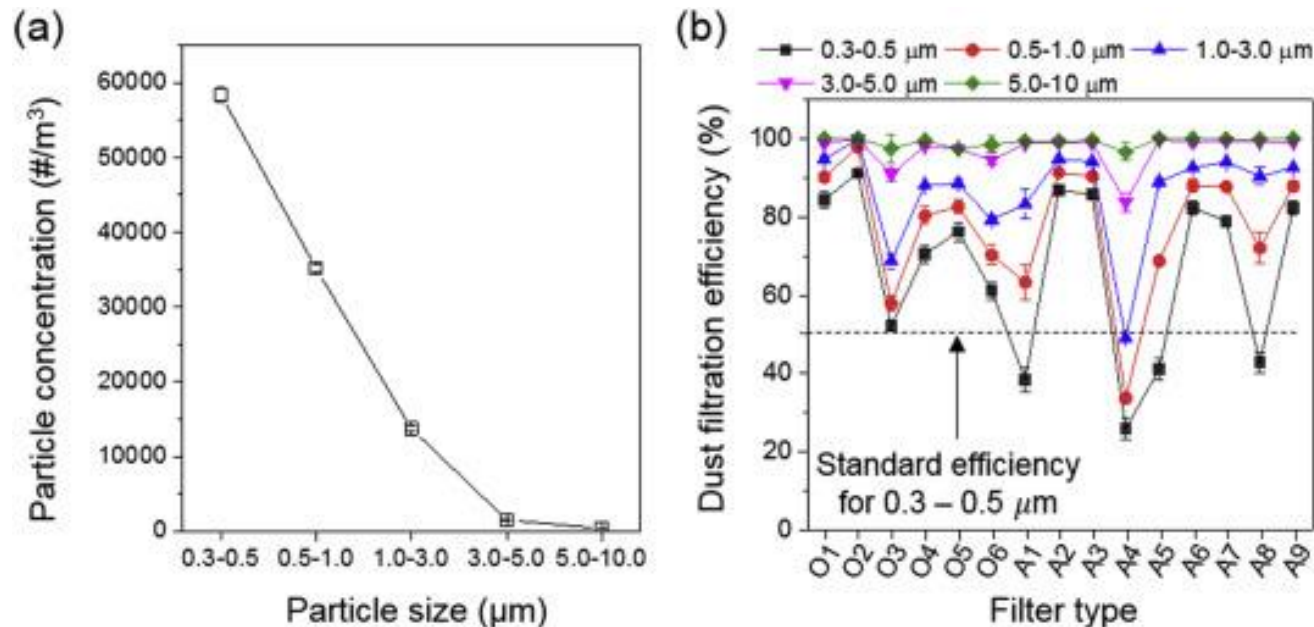 (a)
Particle concentration (#/m³)
60000
50000
40000
30000
20000
10000
0
0.3-0.5 0.5-1.0 1.0-3.0 3.0-5.0 5.0-10.0
Particle size (µm)
(b)
0.3-0.5 µm 0.5-1.0 µm 1.0-3.0 µm
3.0-5.0 µm 5.0-10 µm
Dust filtration efficiency (%)
100
80
60
40
20
0
Standard efficiency
for 0.3 – 0.5 µm
O1 O2 O3 O4 O5 O6 A1 A2 A3 A4 A5 A6 A7 A8 A9
Filter type